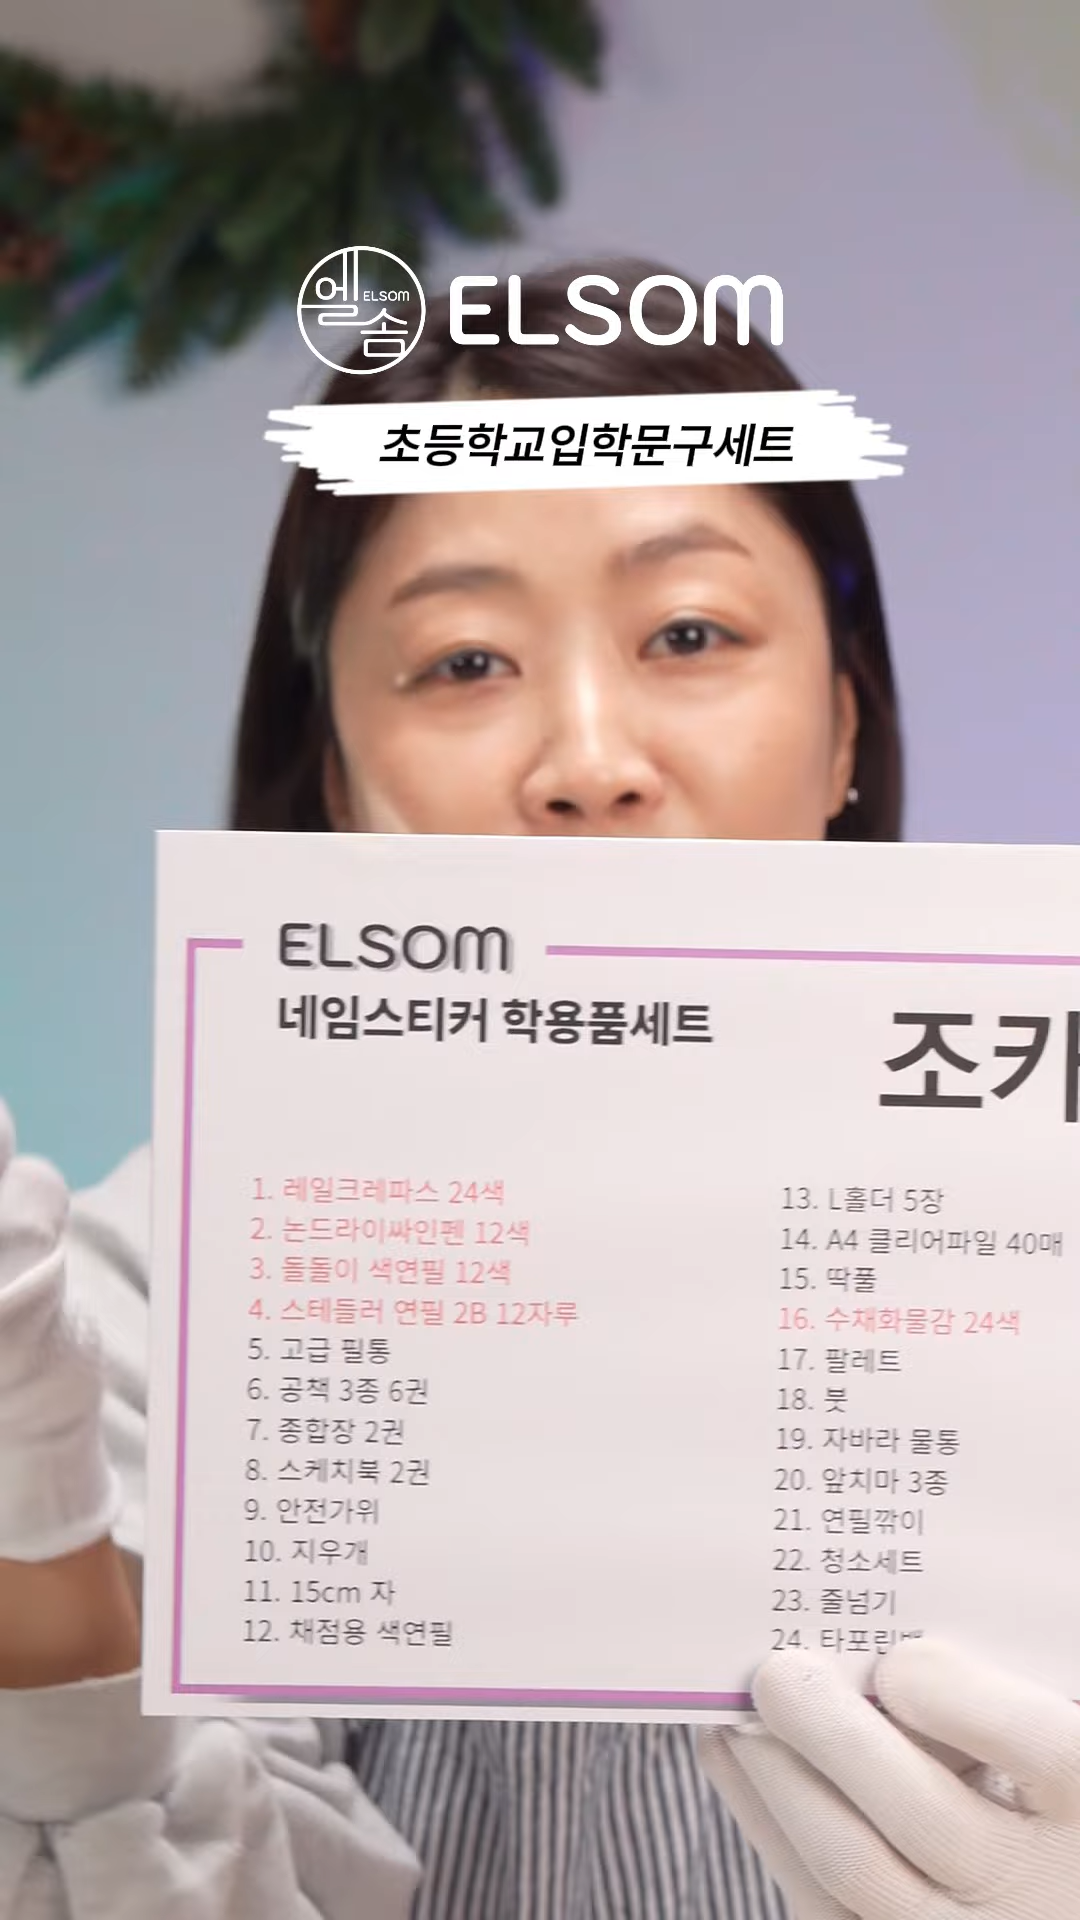 엘솜 ELSOM
ELSOM
초등학교입학문구세트
ELSOM
네임스티커 학용품세트
조카
1. 레일크레파스 24색
2. 논드라이싸인펜 12색
3. 돌돌이 색연필 12색
4. 스테들러 연필 2B 12자루
5. 고급 필통
6. 공책 3종 6권
7. 종합장 2권
8. 스케치북 2권
9. 안전가위
10. 지우개
11. 15cm 자
12. 채점용 색연필
13. L홀더 5장
14. A4 클리어파일 40매
15. 딱풀
16. 수채화물감 24색
17. 팔레트
18. 붓
19. 자바라 물통
20. 앞치마 3종
21. 연필깎이
22. 청소세트
23. 줄넘기
24. 타포린